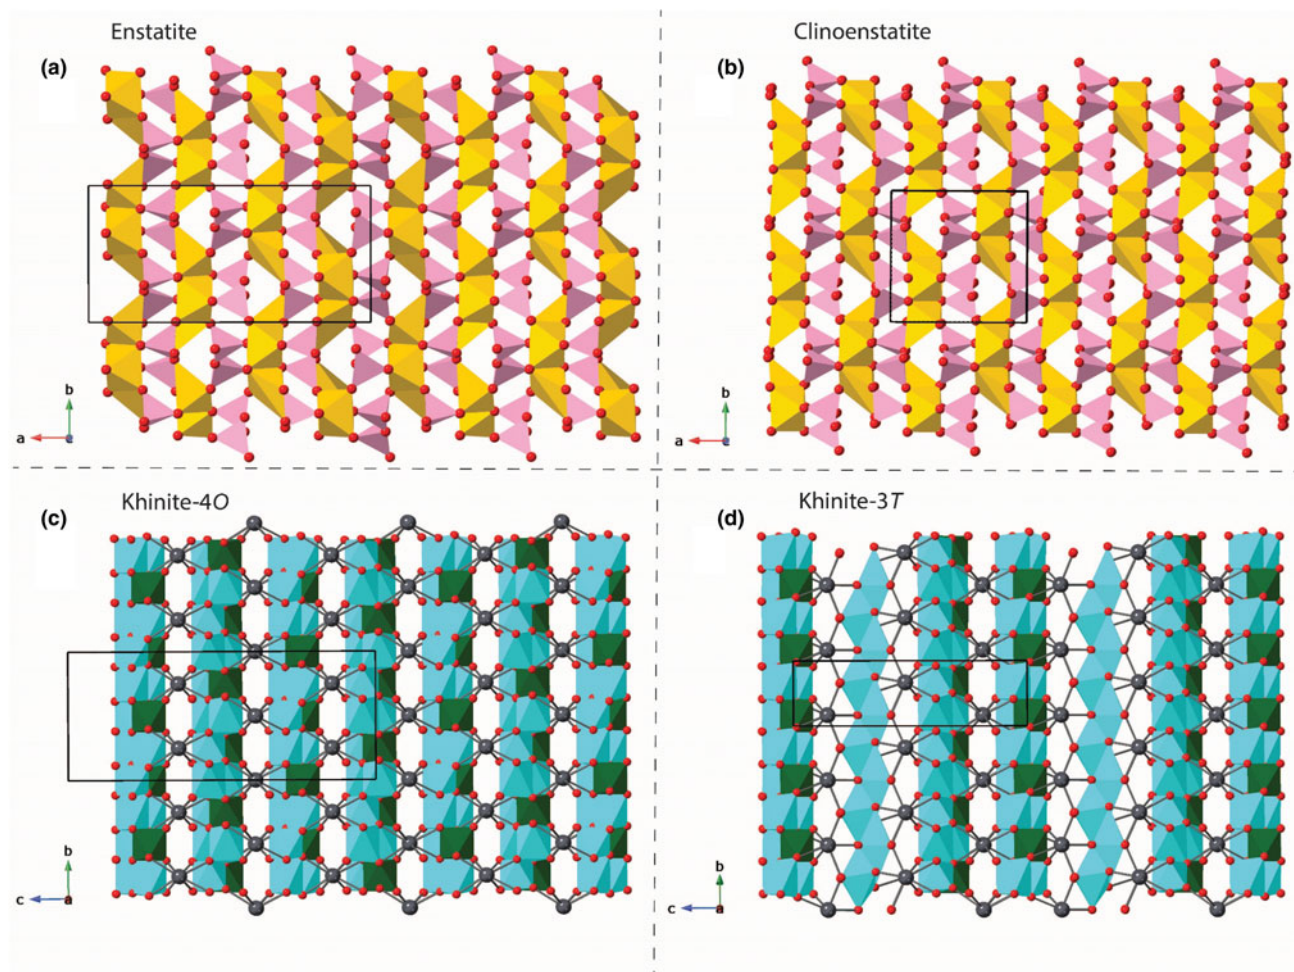 Enstatite
(a)
b
a
c
Clinoenstatite
(b)
b
a
c
Khinite-4O
(c)
b
c
a
Khinite-3T
(d)
b
c
a